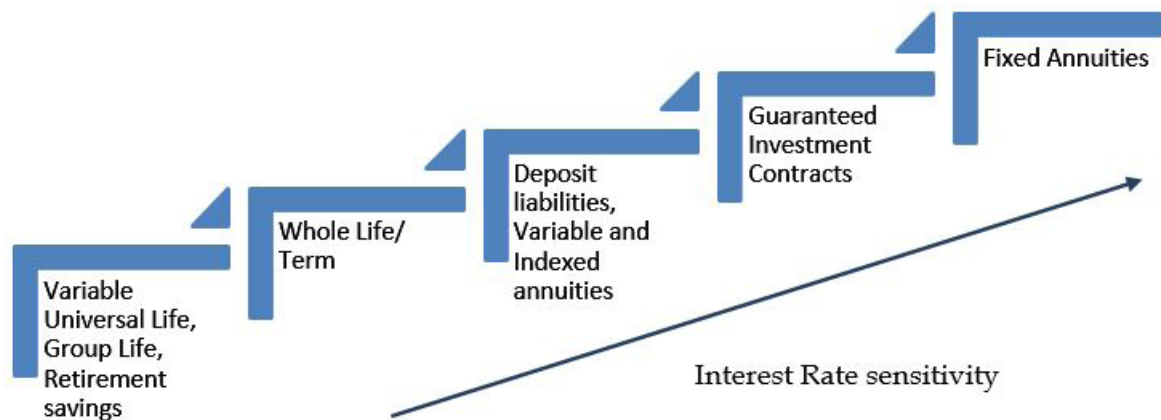 Variable
Universal Life,
Group Life,
Retirement
savings
Whole Life/
Term
Deposit
liabilities,
Variable and
Indexed
annuities
Guaranteed
Investment
Contracts
Fixed Annuities
Interest Rate sensitivity